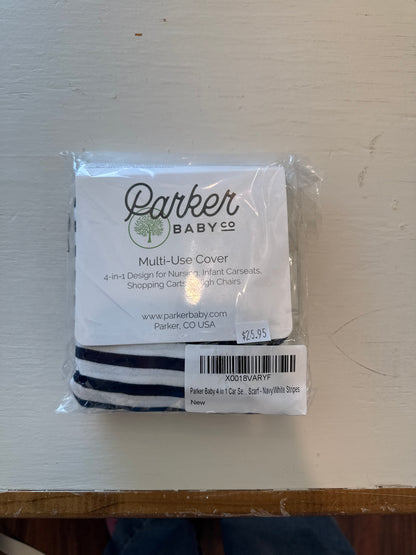 Parker
BABY CO
Multi-Use Cover
4-in-1 Design for Nursing, Infant Carseats,
Shopping Carts High Chairs
www.parkerbaby.com
Parker, CO USA
$25.95
X0018VARYF
Parker Baby 4 in 1 Car Se... Scarf - Navy/White Stripes
New